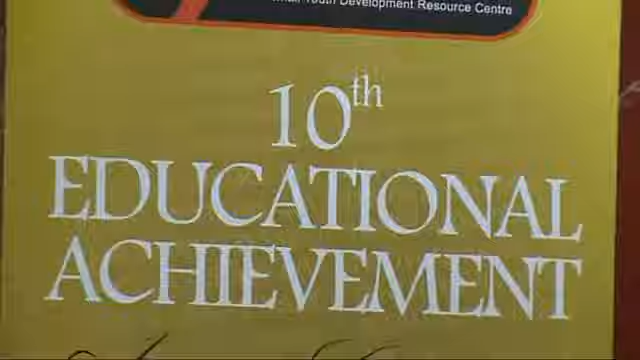 Youth Development Resource Centre
10th
EDUCATIONAL
ACHIEVEMENT